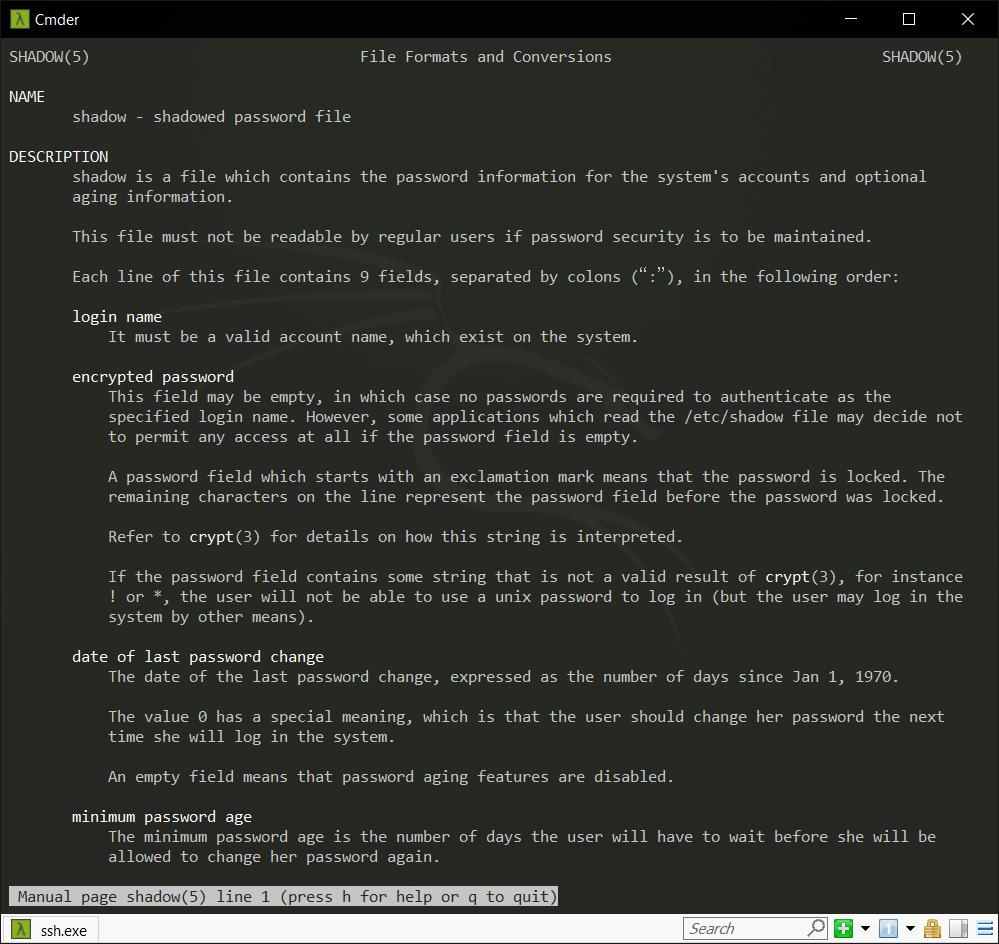 Cmder
SHADOW(5) File Formats and Conversions SHADOW(5)
NAME
shadow - shadowed password file
DESCRIPTION
shadow is a file which contains the password information for the system's accounts and optional
aging information.
This file must not be readable by regular users if password security is to be maintained.
Each line of this file contains 9 fields, separated by colons (“:”), in the following order:
login name
It must be a valid account name, which exist on the system.
encrypted password
This field may be empty, in which case no passwords are required to authenticate as the
specified login name. However, some applications which read the /etc/shadow file may decide not
to permit any access at all if the password field is empty.
A password field which starts with an exclamation mark means that the password is locked. The
remaining characters on the line represent the password field before the password was locked.
Refer to crypt(3) for details on how this string is interpreted.
If the password field contains some string that is not a valid result of crypt(3), for instance
! or *, the user will not be able to use a unix password to log in (but the user may log in the
system by other means).
date of last password change
The date of the last password change, expressed as the number of days since Jan 1, 1970.
The value 0 has a special meaning, which is that the user should change her password the next
time she will log in the system.
An empty field means that password aging features are disabled.
minimum password age
The minimum password age is the number of days the user will have to wait before she will be
allowed to change her password again.
Manual page shadow(5) line 1 (press h for help or q to quit)
ssh.exe Search